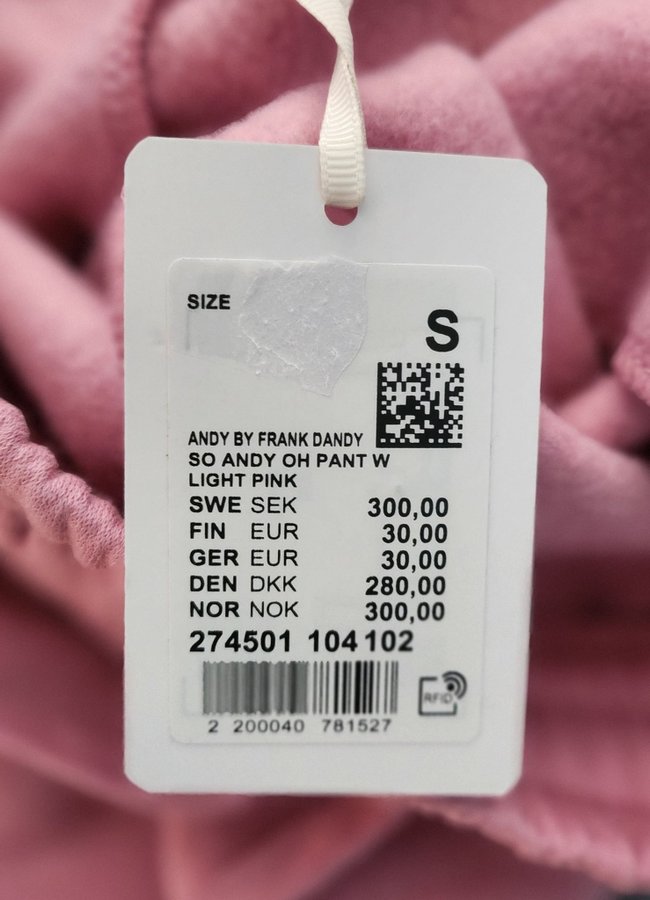 SIZE
S
ANDY BY FRANK DANDY
SO ANDY OH PANT W
LIGHT PINK
SWE SEK 300,00
FIN EUR 30,00
GER EUR 30,00
DEN DKK 280,00
NOR NOK 300,00
274501 104102
RFID
2 200040 781527